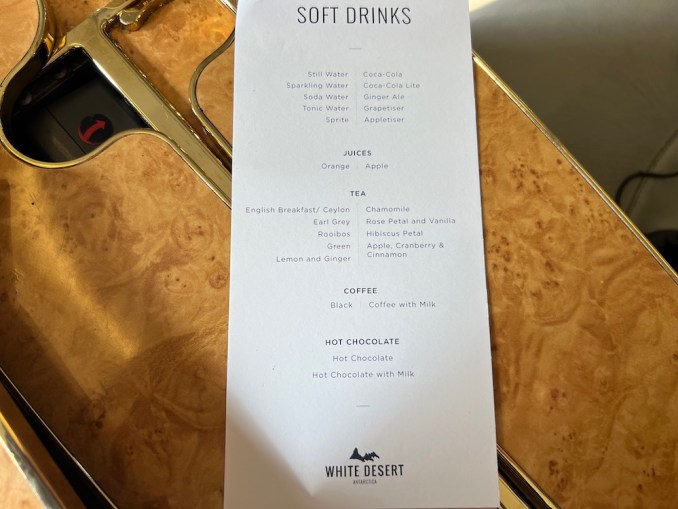 SOFT DRINKS
Still Water Coca-Cola
Sparkling Water Coca-Cola Lite
Soda Water Ginger Ale
Tonic Water Grapetiser
Sprite Appletiser
JUICES
Orange Apple
TEA
English Breakfast/ Ceylon Chamomile
Earl Grey Rose Petal and Vanilla
Rooibos Hibiscus Petal
Green Apple, Cranberry &
Lemon and Ginger Cinnamon
COFFEE
Black Coffee with Milk
HOT CHOCOLATE
Hot Chocolate
Hot Chocolate with Milk
WHITE DESERT
ANTARCTICA